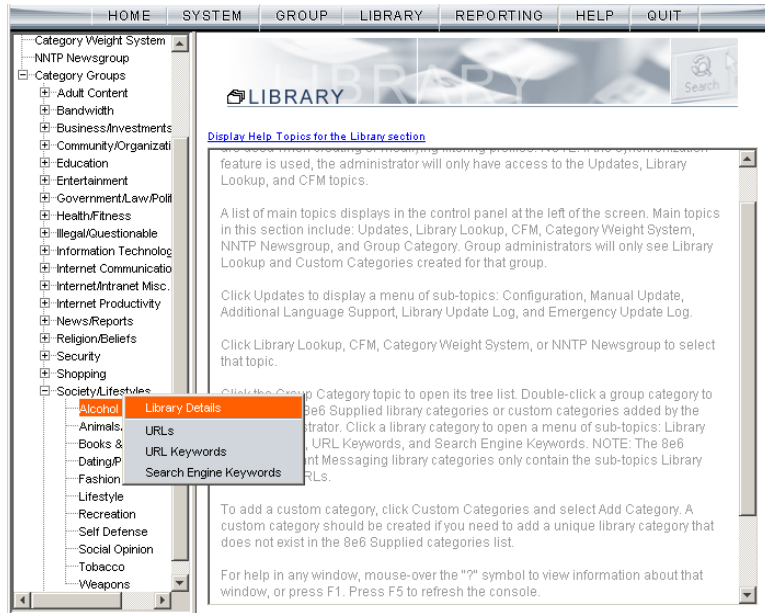 HOME SYSTEM GROUP LIBRARY REPORTING HELP QUIT
Category Weight System
NNTP Newsgroup
Category Groups
Adult Content
Bandwidth
Business/Investments
Community/Organizati
Education
Entertainment
Government/Law/Polit
Health/Fitness
Illegal/Questionable
Information Technolog
Internet Communicatio
Internet/Intranet Misc.
Internet Productivity
News/Reports
Religion/Beliefs
Security
Shopping
Society/Lifestyles
Alcohol
Animals
Books &
Dating/P
Fashion
Lifestyle
Recreation
Self Defense
Social Opinion
Tobacco
Weapons
Library Details
URLs
URL Keywords
Search Engine Keywords
LIBRARY
LIBRARY
Search
Display Help Topics for the Library section
feature is used, the administrator will only have access to the Updates, Library
Lookup, and CFM topics.
A list of main topics displays in the control panel at the left of the screen. Main topics
in this section include: Updates, Library Lookup, CFM, Category Weight System,
NNTP Newsgroup, and Group Category. Group administrators will only see Library
Lookup and Custom Categories created for that group.
Click Updates to display a menu of sub-topics: Configuration, Manual Update,
Additional Language Support, Library Update Log, and Emergency Update Log.
Click Library Lookup, CFM, Category Weight System, or NNTP Newsgroup to select
that topic.
Click the Group Category topic to open its tree list. Double-click a group category to
8e6 Supplied library categories or custom categories added by the
strator. Click a library category to open a menu of sub-topics: Library
, URL Keywords, and Search Engine Keywords. NOTE: The 8e6
nt Messaging library categories only contain the sub-topics Library
RLs.
To add a custom category, click Custom Categories and select Add Category. A
custom category should be created if you need to add a unique library category that
does not exist in the 8e6 Supplied categories list.
For help in any window, mouse-over the "?" symbol to view information about that
window, or press F1. Press F5 to refresh the console.